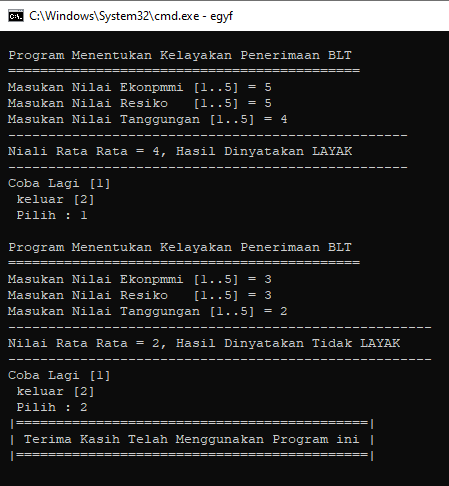 C:\Windows\System32\cmd.exe - egyf
Program Menentukan Kelayakan Penerimaan BLT
============================================
Masukan Nilai Ekonpmmi [1..5] = 5
Masukan Nilai Resiko   [1..5] = 5
Masukan Nilai Tanggungan [1..5] = 4
--------------------------------------------------
Niali Rata Rata = 4, Hasil Dinyatakan LAYAK
--------------------------------------------------
Coba Lagi [1]
 keluar [2]
 Pilih : 1
Program Menentukan Kelayakan Penerimaan BLT
============================================
Masukan Nilai Ekonpmmi [1..5] = 3
Masukan Nilai Resiko   [1..5] = 3
Masukan Nilai Tanggungan [1..5] = 2
-----------------------------------------------------
Nilai Rata Rata = 2, Hasil Dinyatakan Tidak LAYAK
-----------------------------------------------------
Coba Lagi [1]
 keluar [2]
 Pilih : 2
|============================================|
| Terima Kasih Telah Menggunakan Program ini |
|============================================|